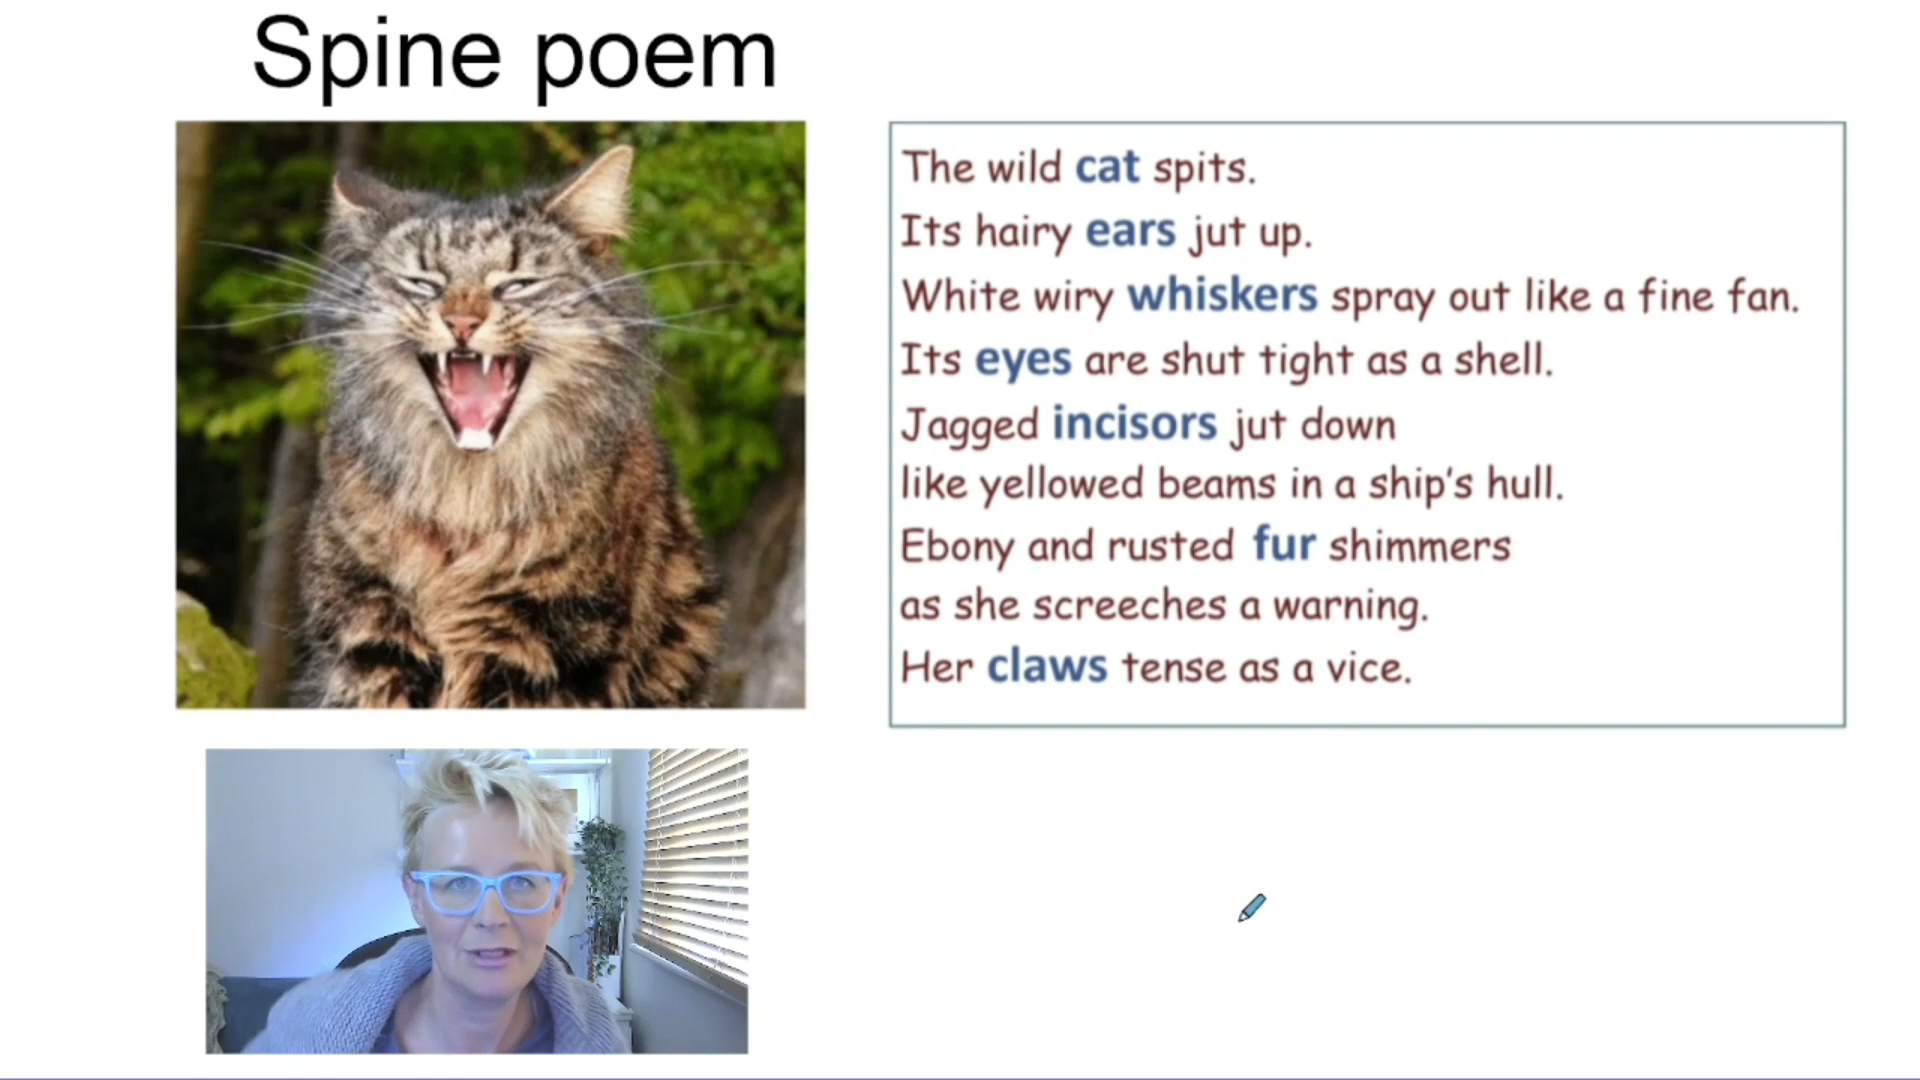 Spine poem
The wild cat spits.
Its hairy ears jut up.
White wiry whiskers spray out like a fine fan.
Its eyes are shut tight as a shell.
Jagged incisors jut down
like yellowed beams in a ship's hull.
Ebony and rusted fur shimmers
as she screeches a warning.
Her claws tense as a vice.